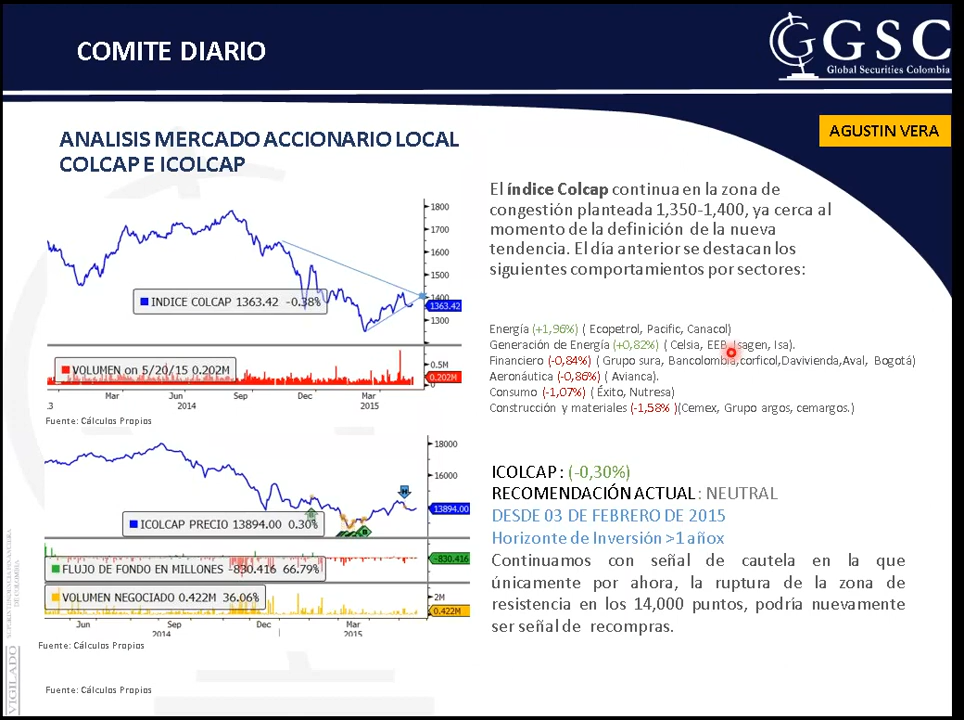 COMITE DIARIO
GGSC
Global Securities Colombia
AGUSTIN VERA
ANALISIS MERCADO ACCIONARIO LOCAL
COLCAP E ICOLCAP
1800
1700
1600
1500
1400
1363.42
1300
INDICE COLCAP 1363.42 -0.38%
VOLUMEN on 5/20/15 0.202M
0.5M
0.202M
0
.3 Mar Jun Sep Dec Mar
2014 2015
Fuente: Cálculos Propios
18000
16000
13894.00
ICOLCAP PRECIO 13894.00 0.30%
FLUJO DE FONDO EN MILLONES -830.416 66.79%
-830.416
VOLUMEN NEGOCIADO 0.422M 36.06%
2M
0.422M
Jun Sep Dec Mar
2014 2015
Fuente: Cálculos Propios
Fuente: Cálculos Propios
VIGILADO
El índice Colcap continua en la zona de
congestión planteada 1,350-1,400, ya cerca al
momento de la definición de la nueva
tendencia. El día anterior se destacan los
siguientes comportamientos por sectores:
Energía (+1,96%) ( Ecopetrol, Pacific, Canacol)
Generación de Energía (+0,82%) ( Celsia, EEB, Isagen, Isa).
Financiero (-0,84%) ( Grupo sura, Bancolombia,corficol,Davivienda,Aval, Bogotá)
Aeronáutica (-0,86%) ( Avianca).
Consumo (-1,07%) ( Éxito, Nutresa)
Construcción y materiales (-1,58% )(Cemex, Grupo argos, cemargos.)
ICOLCAP : (-0,30%)
RECOMENDACIÓN ACTUAL : NEUTRAL
DESDE 03 DE FEBRERO DE 2015
Horizonte de Inversión >1 añox
Continuamos con señal de cautela en la que
únicamente por ahora, la ruptura de la zona de
resistencia en los 14,000 puntos, podría nuevamente
ser señal de recompras.